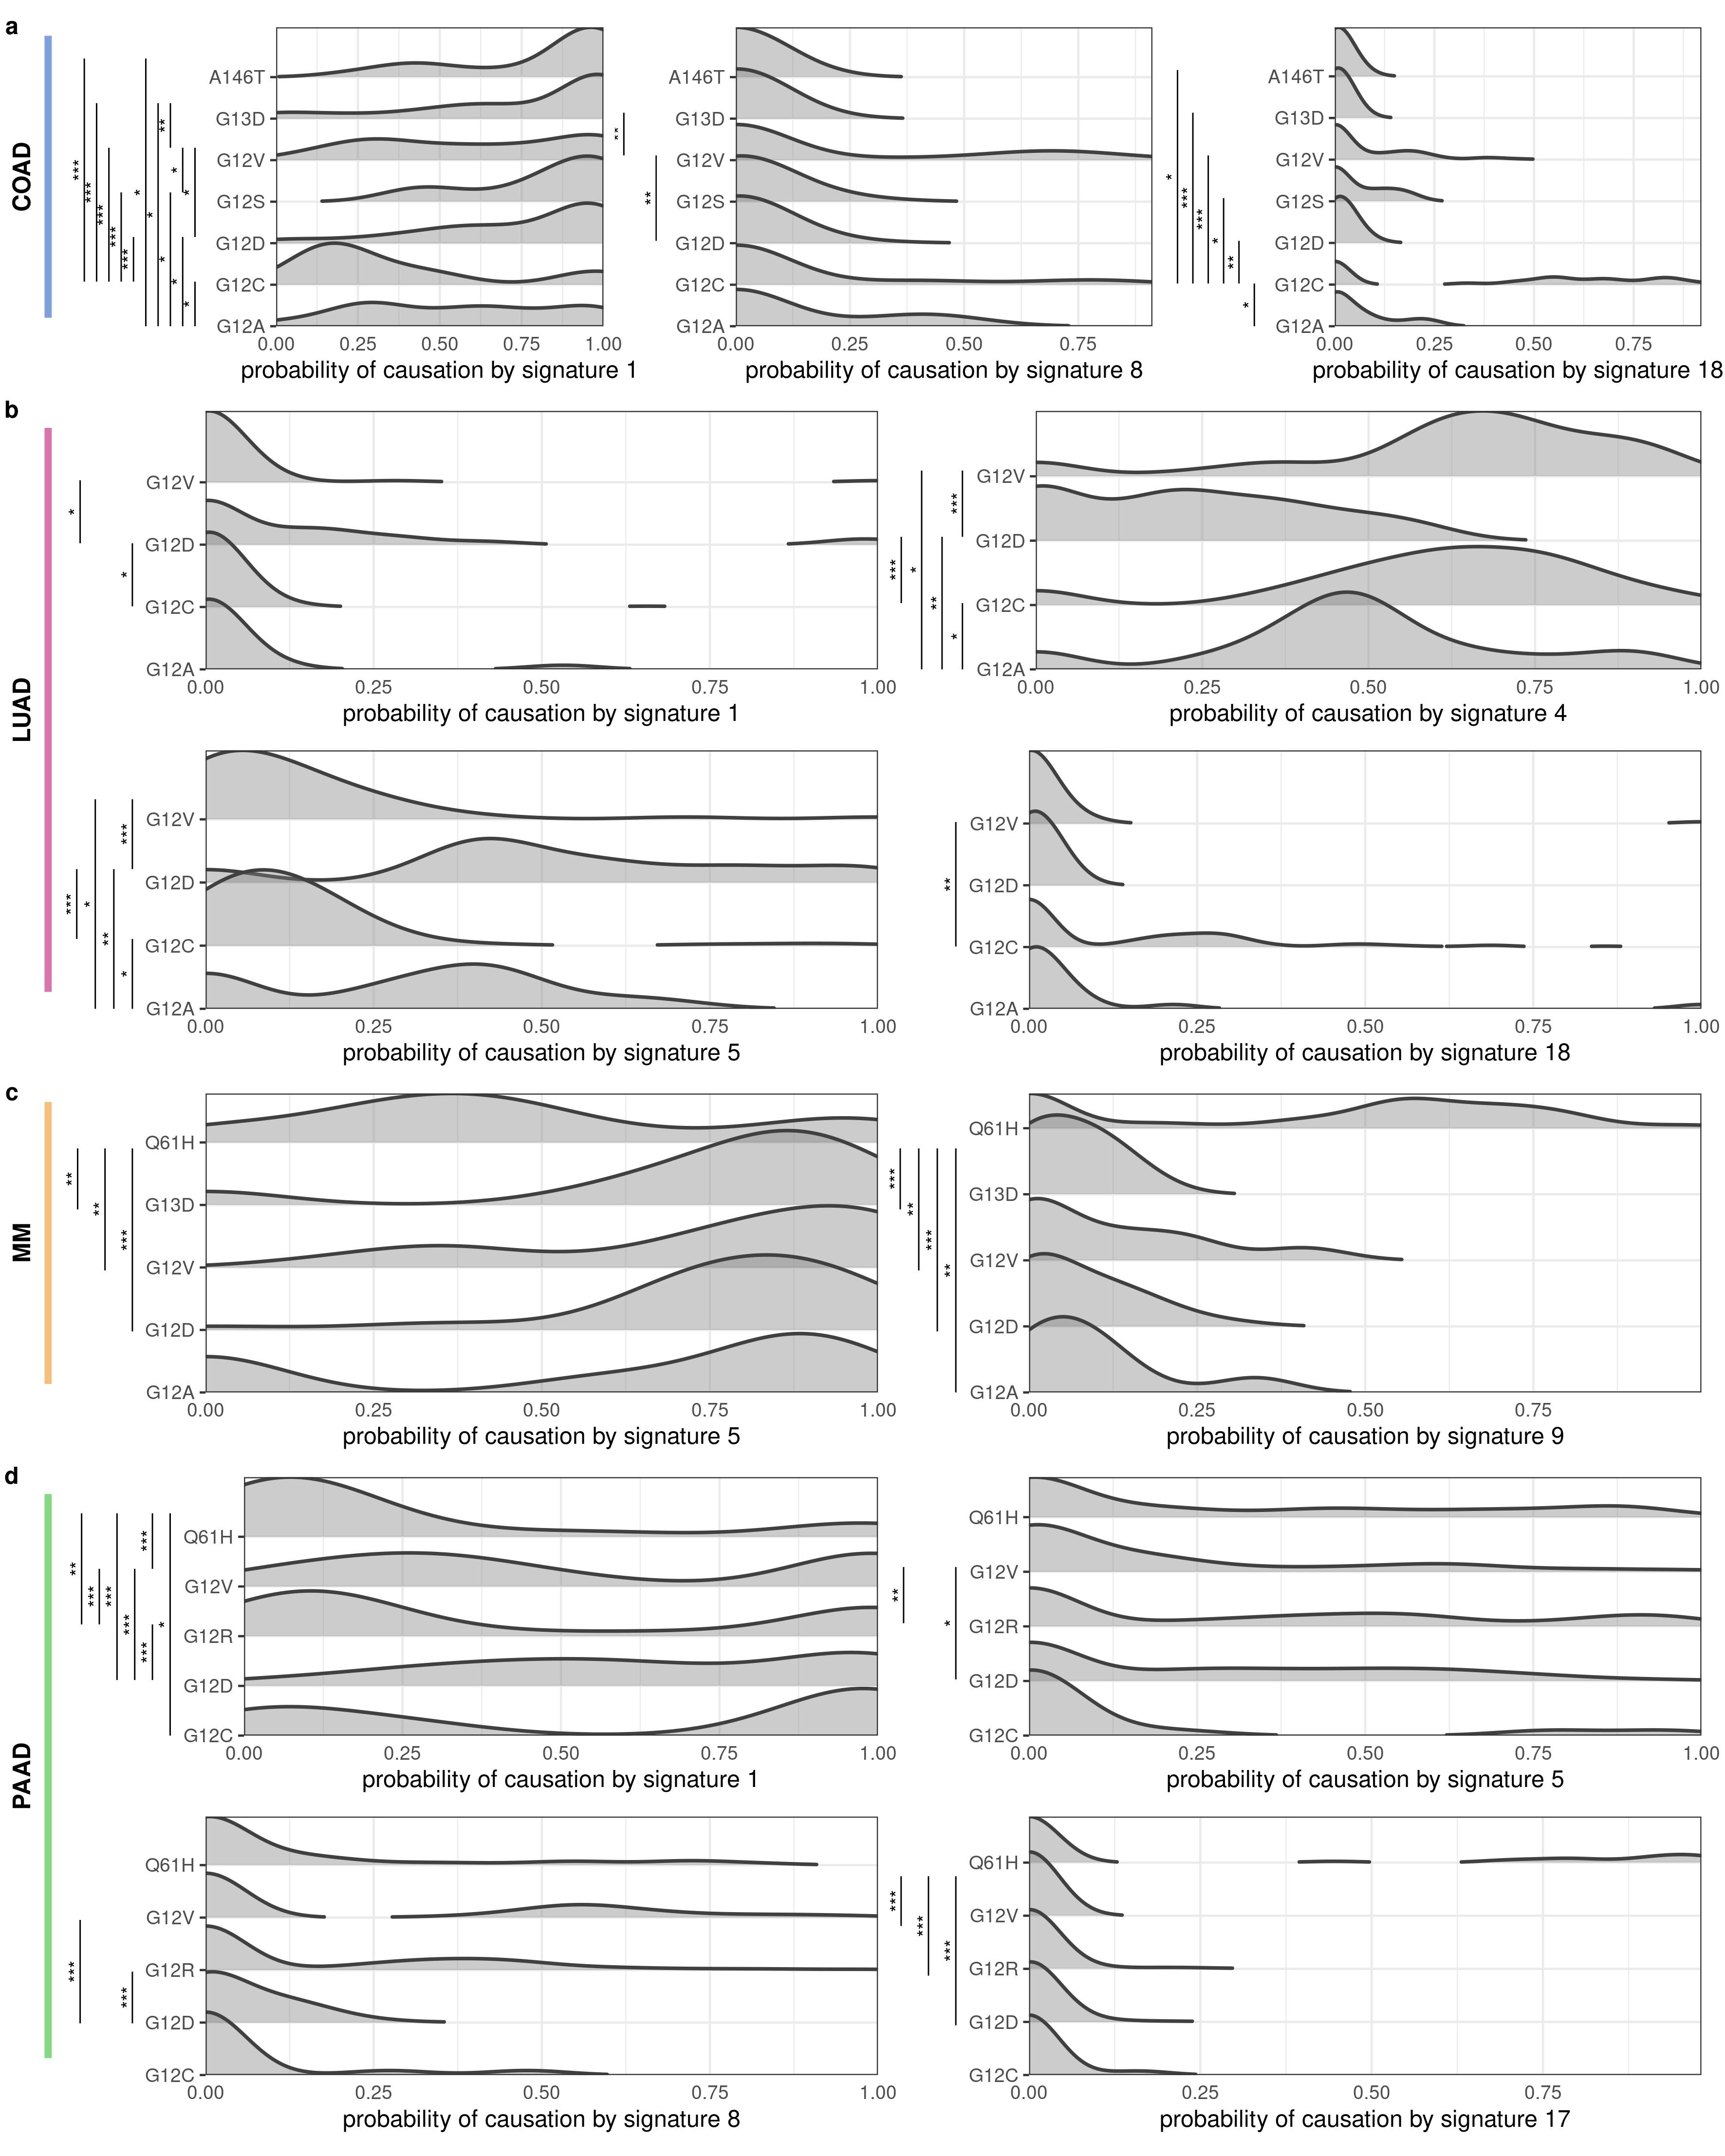 a
COAD
A146T
G13D
G12V
G12S
G12D
G12C
G12A
0.00 0.25 0.50 0.75 1.00
probability of causation by signature 1
A146T
G13D
G12V
G12S
G12D
G12C
G12A
0.00 0.25 0.50 0.75
probability of causation by signature 8
A146T
G13D
G12V
G12S
G12D
G12C
G12A
0.00 0.25 0.50 0.75
probability of causation by signature 18
b
LUAD
G12V
G12D
G12C
G12A
0.00 0.25 0.50 0.75 1.00
probability of causation by signature 1
G12V
G12D
G12C
G12A
0.00 0.25 0.50 0.75 1.00
probability of causation by signature 4
G12V
G12D
G12C
G12A
0.00 0.25 0.50 0.75 1.00
probability of causation by signature 5
G12V
G12D
G12C
G12A
0.00 0.25 0.50 0.75 1.00
probability of causation by signature 18
c
MM
Q61H
G13D
G12V
G12D
G12A
0.00 0.25 0.50 0.75 1.00
probability of causation by signature 5
Q61H
G13D
G12V
G12D
G12A
0.00 0.25 0.50 0.75
probability of causation by signature 9
d
PAAD
Q61H
G12V
G12R
G12D
G12C
0.00 0.25 0.50 0.75 1.00
probability of causation by signature 1
Q61H
G12V
G12R
G12D
G12C
0.00 0.25 0.50 0.75 1.00
probability of causation by signature 5
Q61H
G12V
G12R
G12D
G12C
0.00 0.25 0.50 0.75 1.00
probability of causation by signature 8
Q61H
G12V
G12R
G12D
G12C
0.00 0.25 0.50 0.75
probability of causation by signature 17